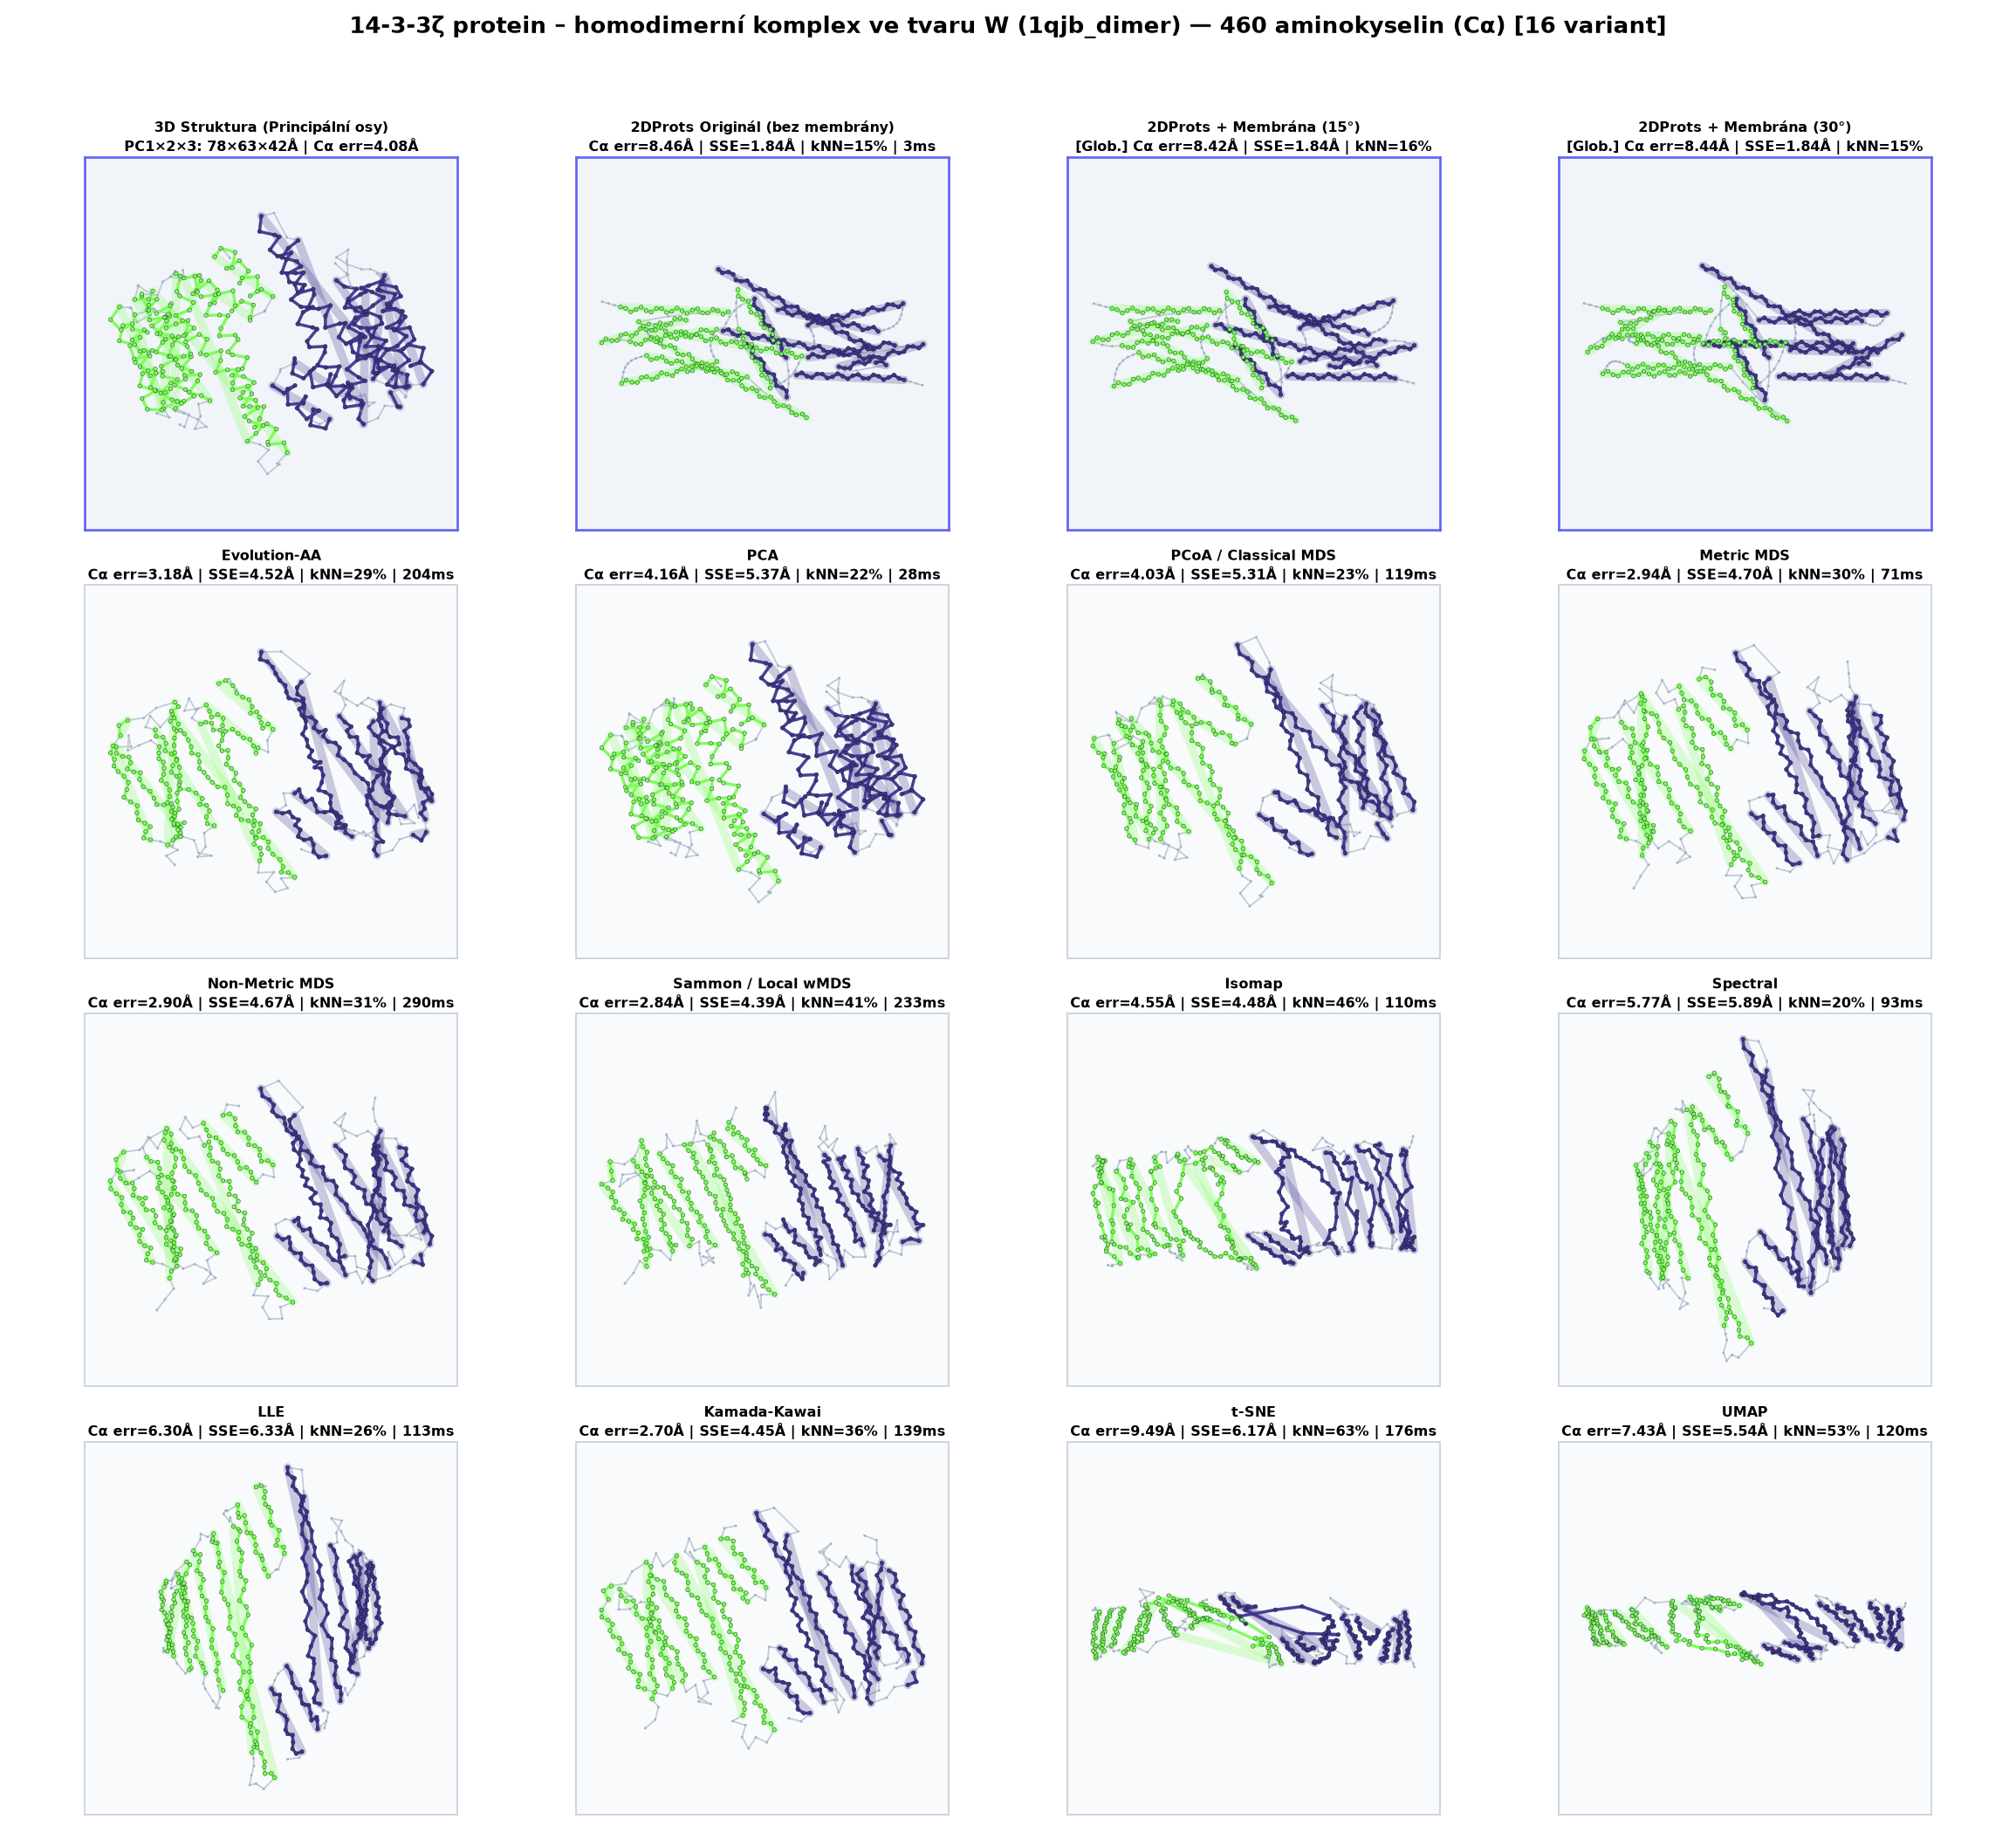 14-3-3ζ protein – homodimerní komplex ve tvaru W (1qjb_dimer) — 460 aminokyselin (Cα) [16 variant]
3D Struktura (Principální osy)
PC1×2×3: 78×63×42Å | Cα err=4.08Å
2DProts Originál (bez membrány)
Cα err=8.46Å | SSE=1.84Å | kNN=15% | 3ms
2DProts + Membrána (15°)
[Glob.] Cα err=8.42Å | SSE=1.84Å | kNN=16%
2DProts + Membrána (30°)
[Glob.] Cα err=8.44Å | SSE=1.84Å | kNN=15%
Evolution-AA
Cα err=3.18Å | SSE=4.52Å | kNN=29% | 204ms
PCA
Cα err=4.16Å | SSE=5.37Å | kNN=22% | 28ms
PCoA / Classical MDS
Cα err=4.03Å | SSE=5.31Å | kNN=23% | 119ms
Metric MDS
Cα err=2.94Å | SSE=4.70Å | kNN=30% | 71ms
Non-Metric MDS
Cα err=2.90Å | SSE=4.67Å | kNN=31% | 290ms
Sammon / Local wMDS
Cα err=2.84Å | SSE=4.39Å | kNN=41% | 233ms
Isomap
Cα err=4.55Å | SSE=4.48Å | kNN=46% | 110ms
Spectral
Cα err=5.77Å | SSE=5.89Å | kNN=20% | 93ms
LLE
Cα err=6.30Å | SSE=6.33Å | kNN=26% | 113ms
Kamada-Kawai
Cα err=2.70Å | SSE=4.45Å | kNN=36% | 139ms
t-SNE
Cα err=9.49Å | SSE=6.17Å | kNN=63% | 176ms
UMAP
Cα err=7.43Å | SSE=5.54Å | kNN=53% | 120ms